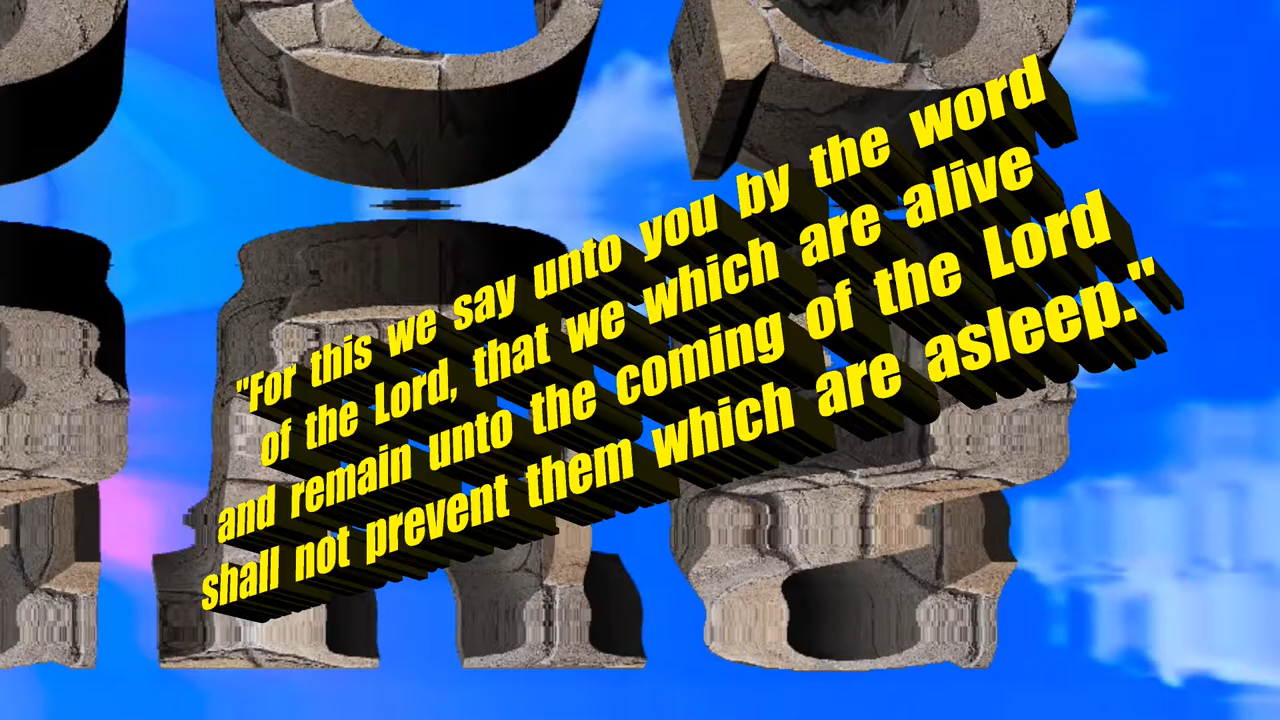 "For this we say unto you by the word
of the Lord, that we which are alive
and remain unto the coming of the Lord
shall not prevent them which are asleep."